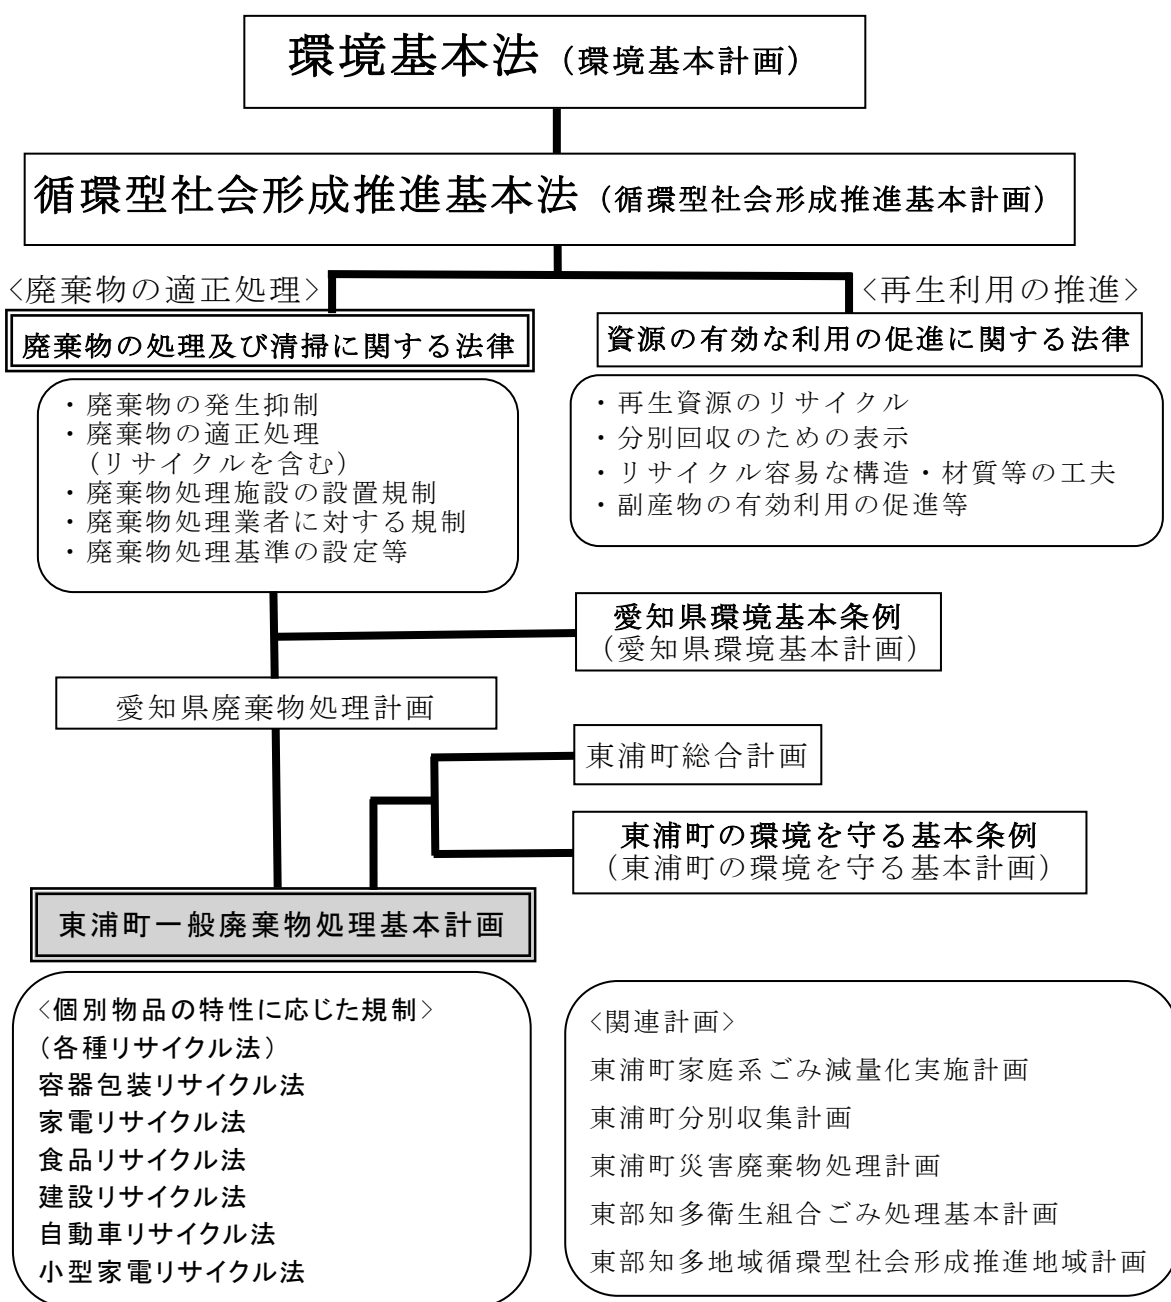 環境基本法（環境基本計画）
循環型社会形成推進基本法（循環型社会形成推進基本計画）
<廃棄物の適正処理>
<再生利用の推進>
廃棄物の処理及び清掃に関する法律
資源の有効な利用の促進に関する法律
・廃棄物の発生抑制
・廃棄物の適正処理
（リサイクルを含む）
・廃棄物処理施設の設置規制
・廃棄物処理業者に対する規制
・廃棄物処理基準の設定等
・再生資源のリサイクル
・分別回収のための表示
・リサイクル容易な構造・材質等の工夫
・副産物の有効利用の促進等
愛知県環境基本条例
（愛知県環境基本計画）
愛知県廃棄物処理計画
東浦町総合計画
東浦町の環境を守る基本条例
（東浦町の環境を守る基本計画）
東浦町一般廃棄物処理基本計画
<個別物品の特性に応じた規制>
（各種リサイクル法）
容器包装リサイクル法
家電リサイクル法
食品リサイクル法
建設リサイクル法
自動車リサイクル法
小型家電リサイクル法
<関連計画>
東浦町家庭系ごみ減量化実施計画
東浦町分別収集計画
東浦町災害廃棄物処理計画
東部知多衛生組合ごみ処理基本計画
東部知多地域循環型社会形成推進地域計画